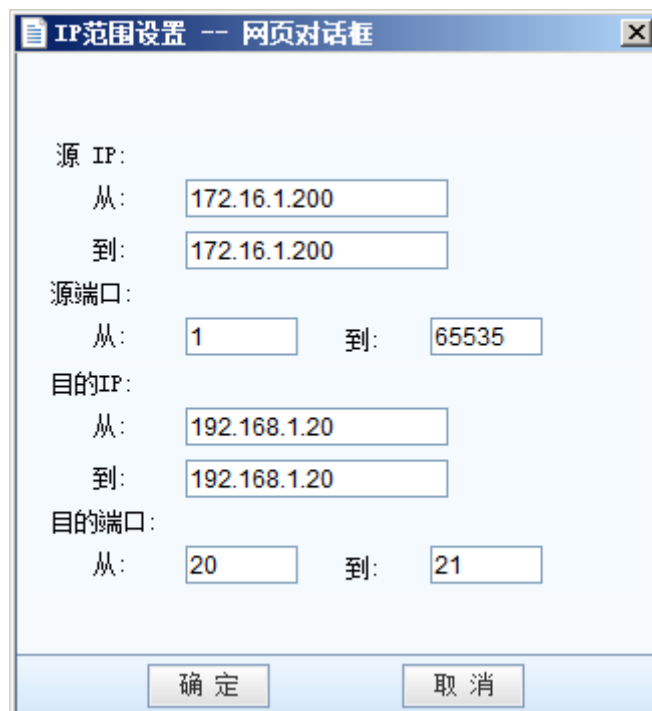 IP范围设置 -- 网页对话框
源 IP:
从: 172.16.1.200
到: 172.16.1.200
源端口:
从: 1 到: 65535
目的IP:
从: 192.168.1.20
到: 192.168.1.20
目的端口:
从: 20 到: 21
确 定 取 消